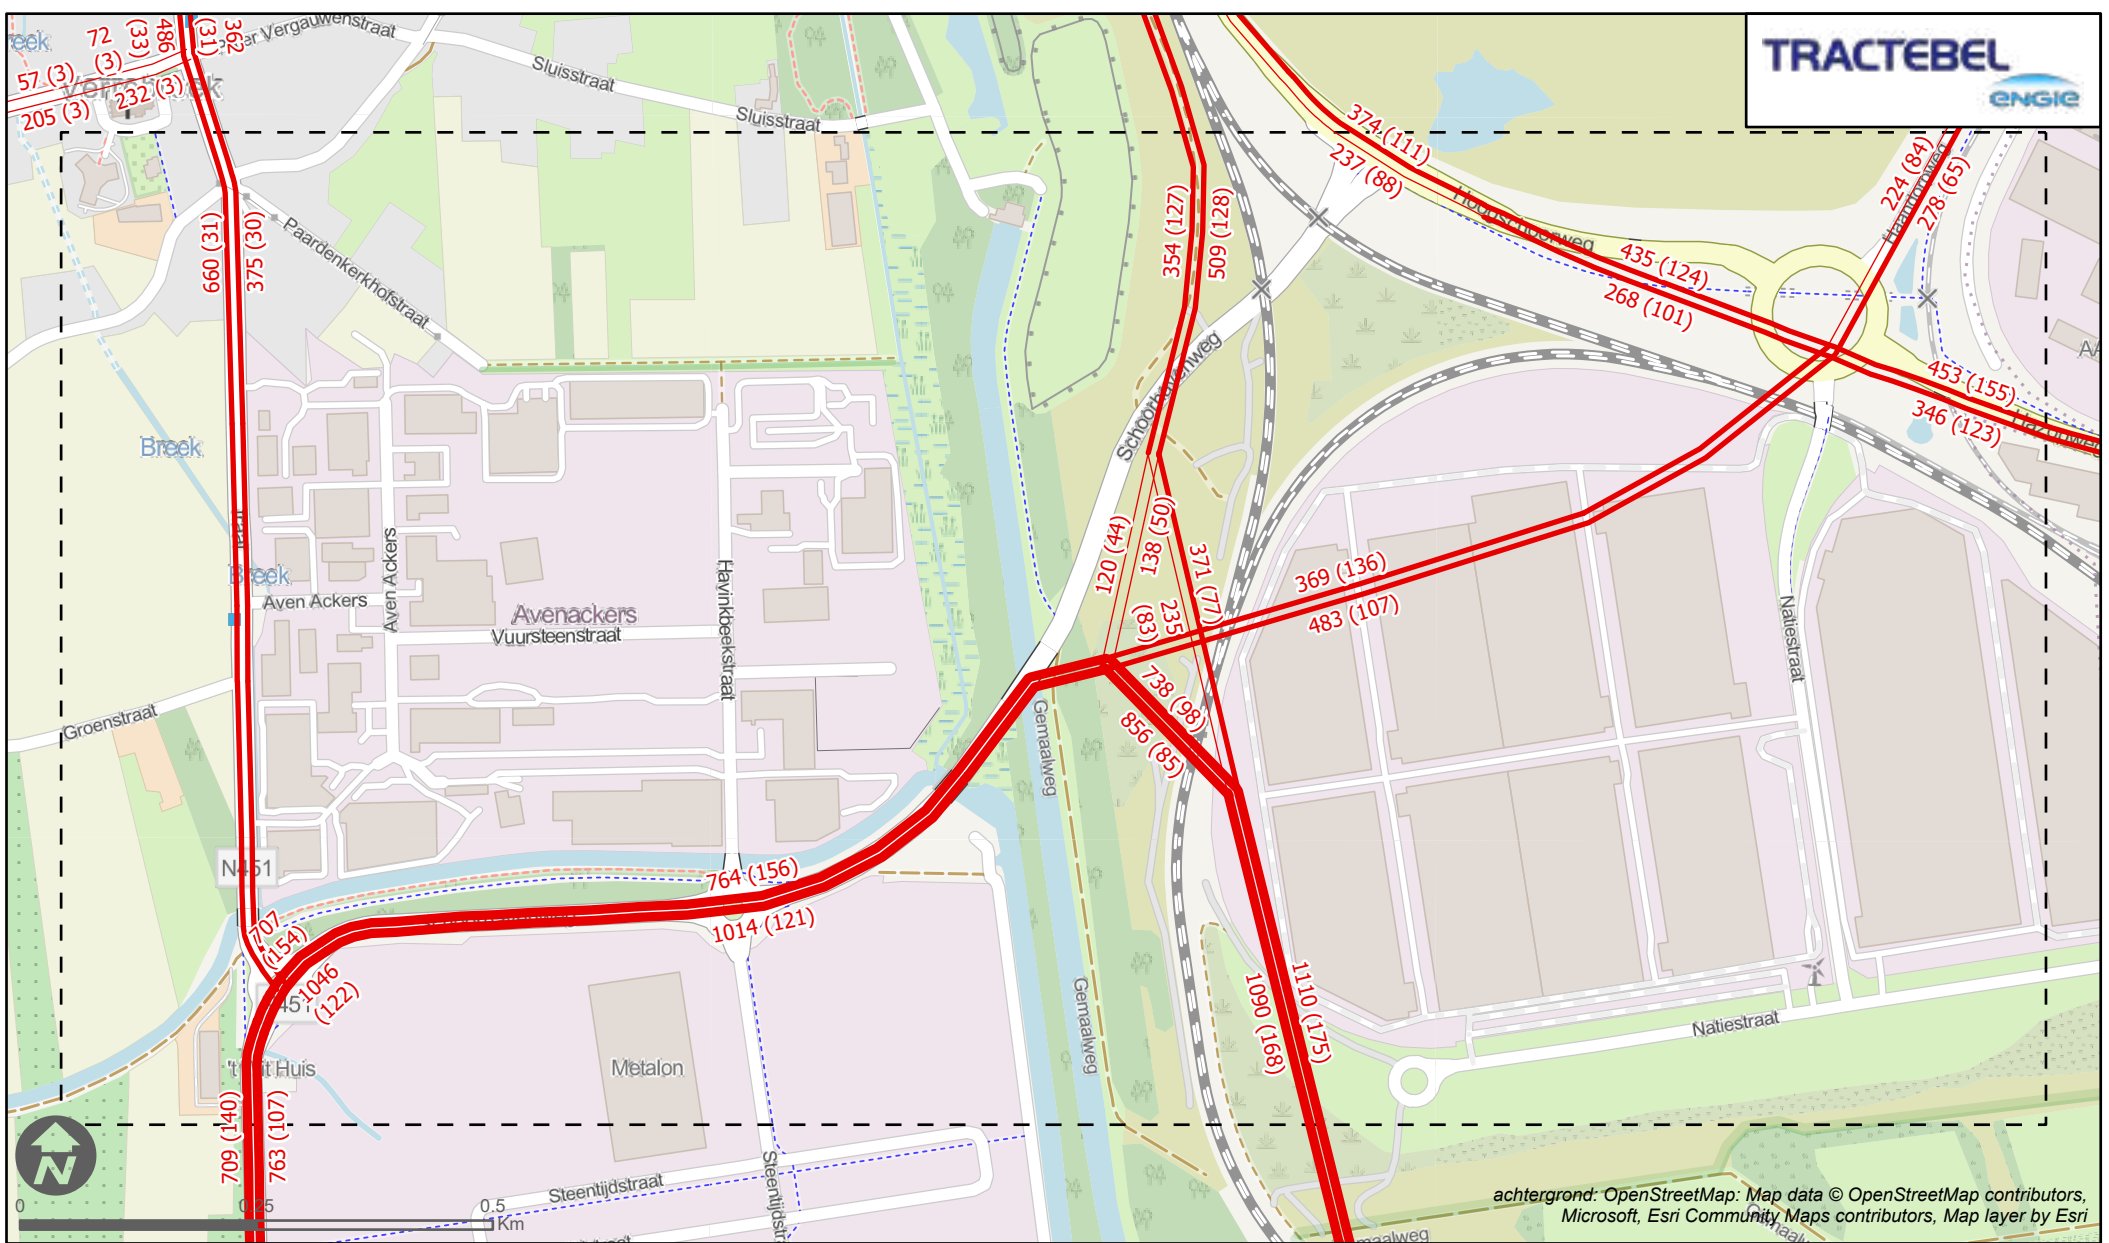 72
(3)
(33)
486
(31)
362
Sluisstraat
TRACTEBEL
ENGIE
57 (3)
232 (3)
205 (3)
Sluisstraat
374 (111)
237 (88)
224 (84)
278 (65)
Hoogschoorweg
435 (124)
268 (101)
660 (31)
375 (30)
Paardenkerkhofstraat
354 (127)
509 (128)
Schoorhavenweg
453 (155)
346 (123)
Breek
Breek
Aven Ackers
Aven Ackers
Avenackers
Vuursteenstraat
Havinkbeekstraat
120 (44)
138 (50)
371 (77)
235
(83)
369 (136)
483 (107)
Natiestraat
Groenstraat
738 (98)
856 (85)
Gemaalweg
N451
764 (156)
1014 (121)
707
(154)
1046
(122)
1110 (175)
1090 (168)
Gemaalweg
Natiestraat
Metalon
709 (140)
763 (107)
N
Steentijdstraat
0
0.25
0.5
Km
achtergrond: OpenStreetMap: Map data © OpenStreetMap contributors,
Microsoft, Esri Community Maps contributors, Map layer by Esri